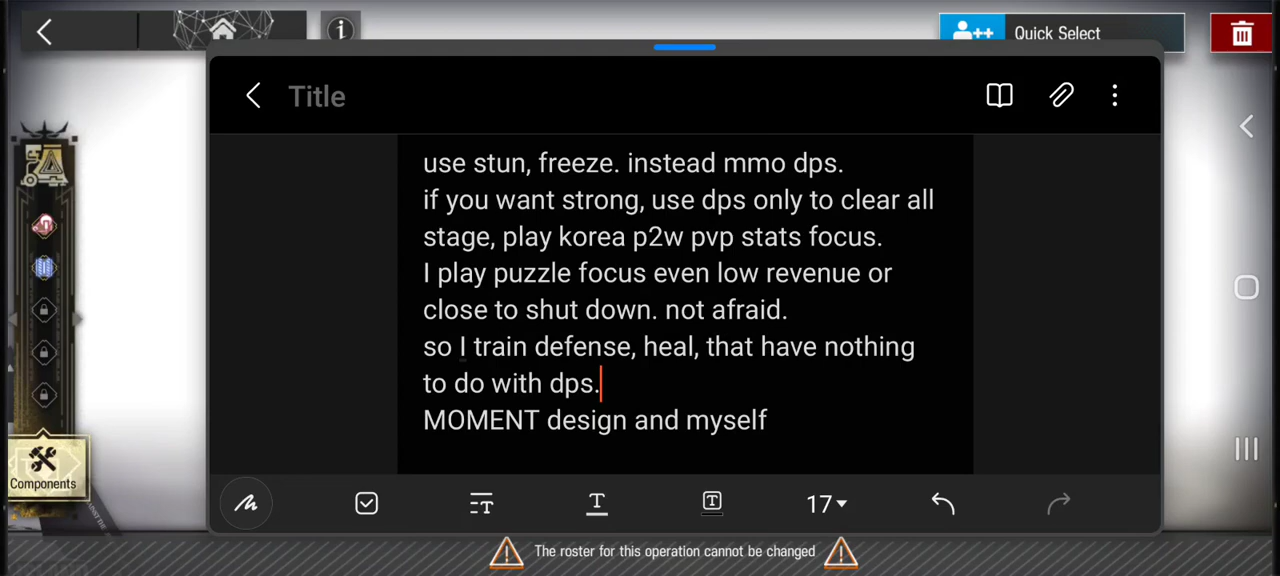 Quick Select
Title
use stun, freeze. instead mmo dps.
if you want strong, use dps only to clear all
stage, play korea p2w pvp stats focus.
I play puzzle focus even low revenue or
close to shut down. not afraid.
so I train defense, heal, that have nothing
to do with dps.
MOMENT design and myself
Components
17
The roster for this operation cannot be changed